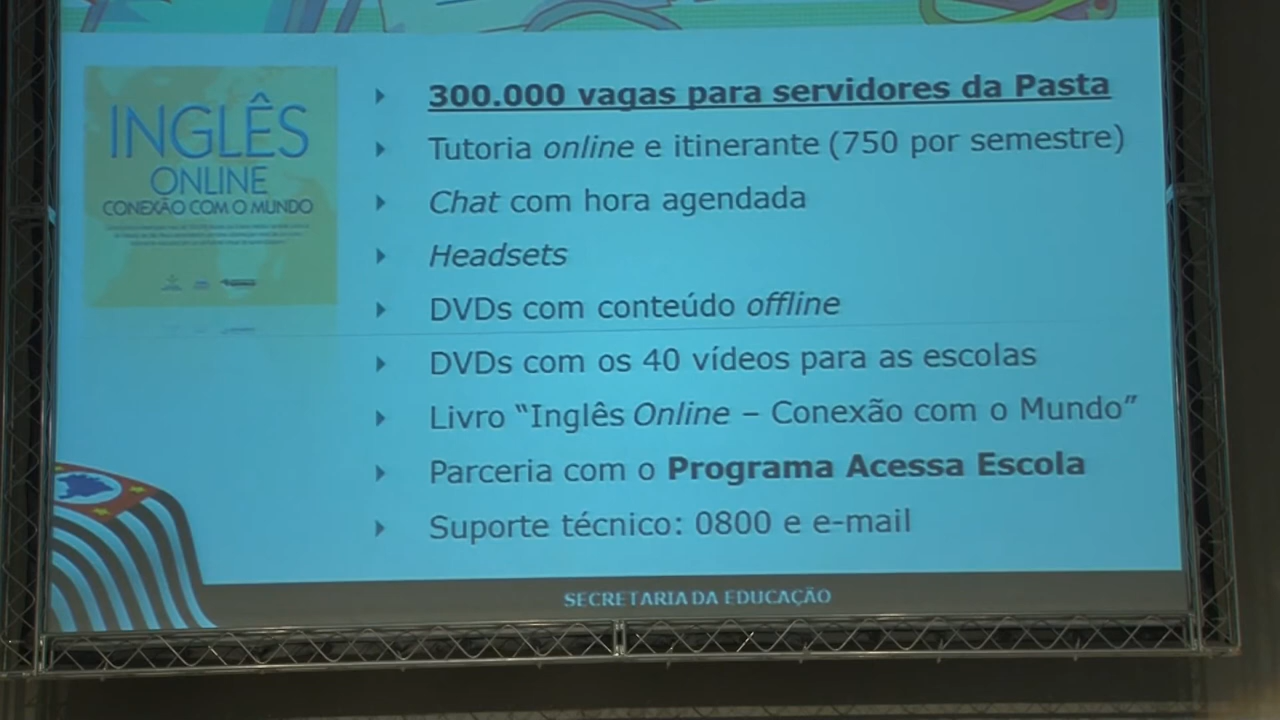 INGLÊS
ONLINE
CONEXÃO COM O MUNDO
300.000 vagas para servidores da Pasta
Tutoria online e itinerante (750 por semestre)
Chat com hora agendada
Headsets
DVDs com conteúdo offline
DVDs com os 40 vídeos para as escolas
Livro “Inglês Online – Conexão com o Mundo”
Parceria com o Programa Acessa Escola
Suporte técnico: 0800 e e-mail
SECRETARIA DA EDUCAÇÃO